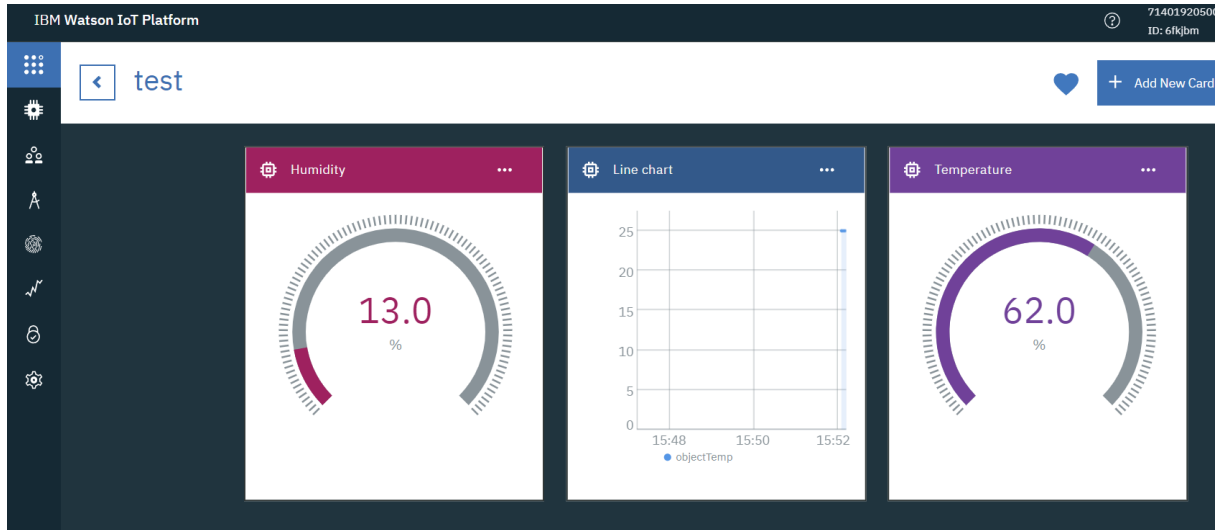 IBM Watson IoT Platform
7140192050
ID: 6fkjbm
test
+ Add New Card
Humidity
13.0
%
Line chart
25
20
15
10
5
0
15:48 15:50 15:52
objectTemp
Temperature
62.0
%